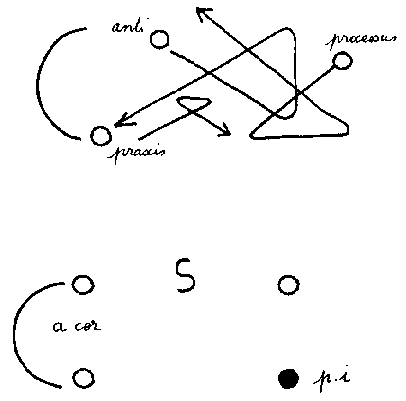 anti
processus
praxis
S
a cor
p.i